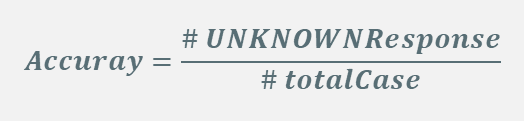 Accuray = # UNKNOWNResponse
# totalCase